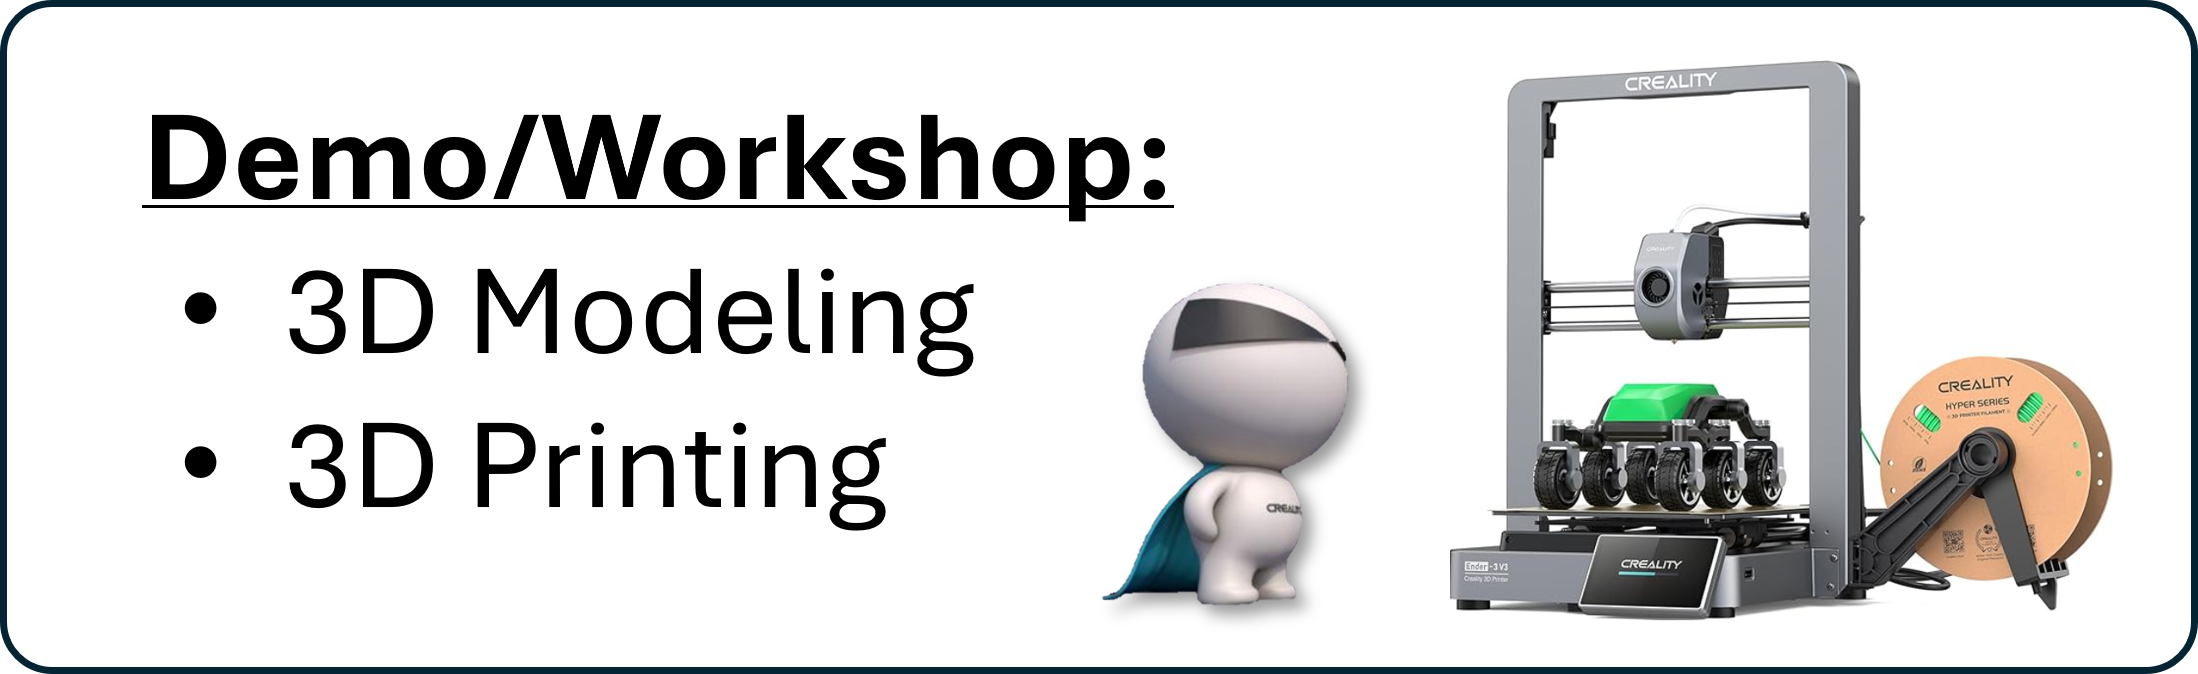 Demo/Workshop:
• 3D Modeling
• 3D Printing
CREALITY
CREALITY
CREALITY
HYPER SERIES
3D PRINTER FILAMENT
Ender-3 V3
Creality 3D Printer
CREALITY